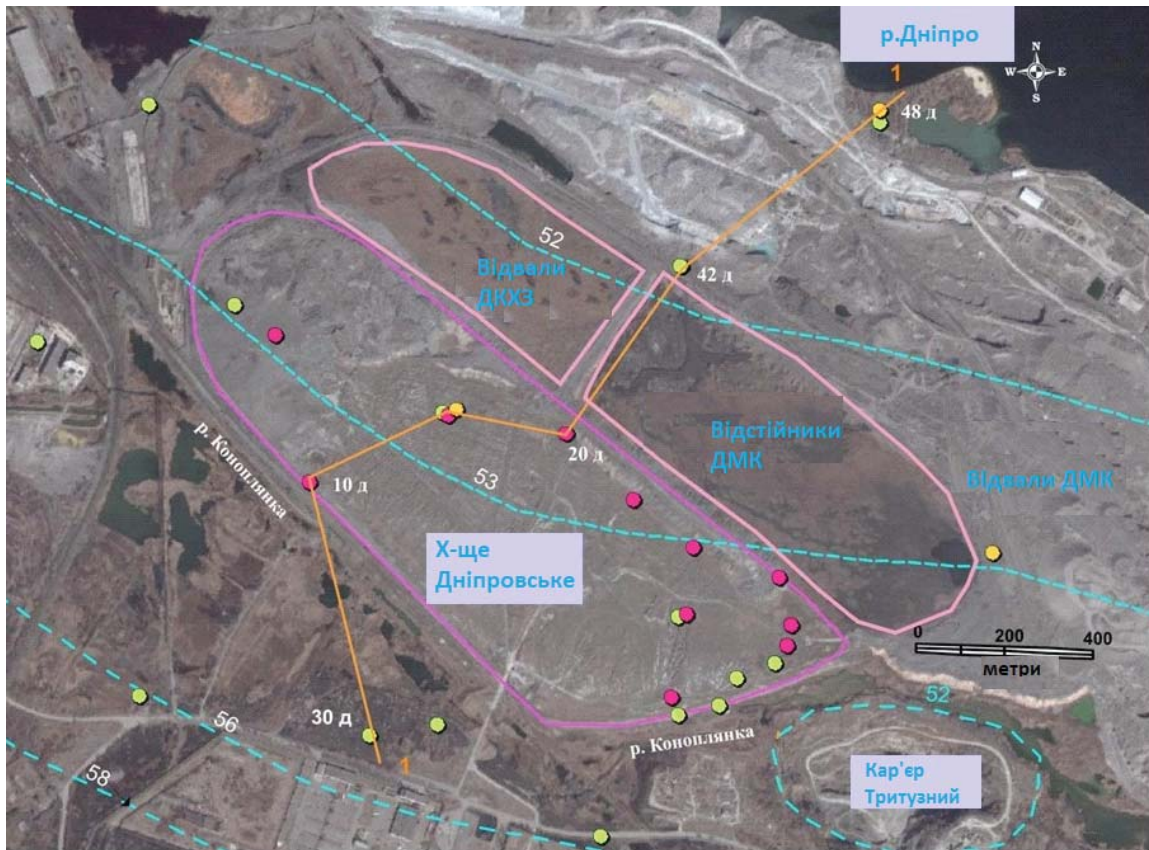 р.Дніпро
1
N
W E
S
48 д
52
Відвали
ДКХЗ
42 д
р. Коноплянка
20 д
Відстійники
ДМК
Відвали ДМК
10 д
53
Х-ще
Дніпровське
0 200 400
метри
52
30 д
56
р. Коноплянка
1
58
Кар'єр
Тритузний